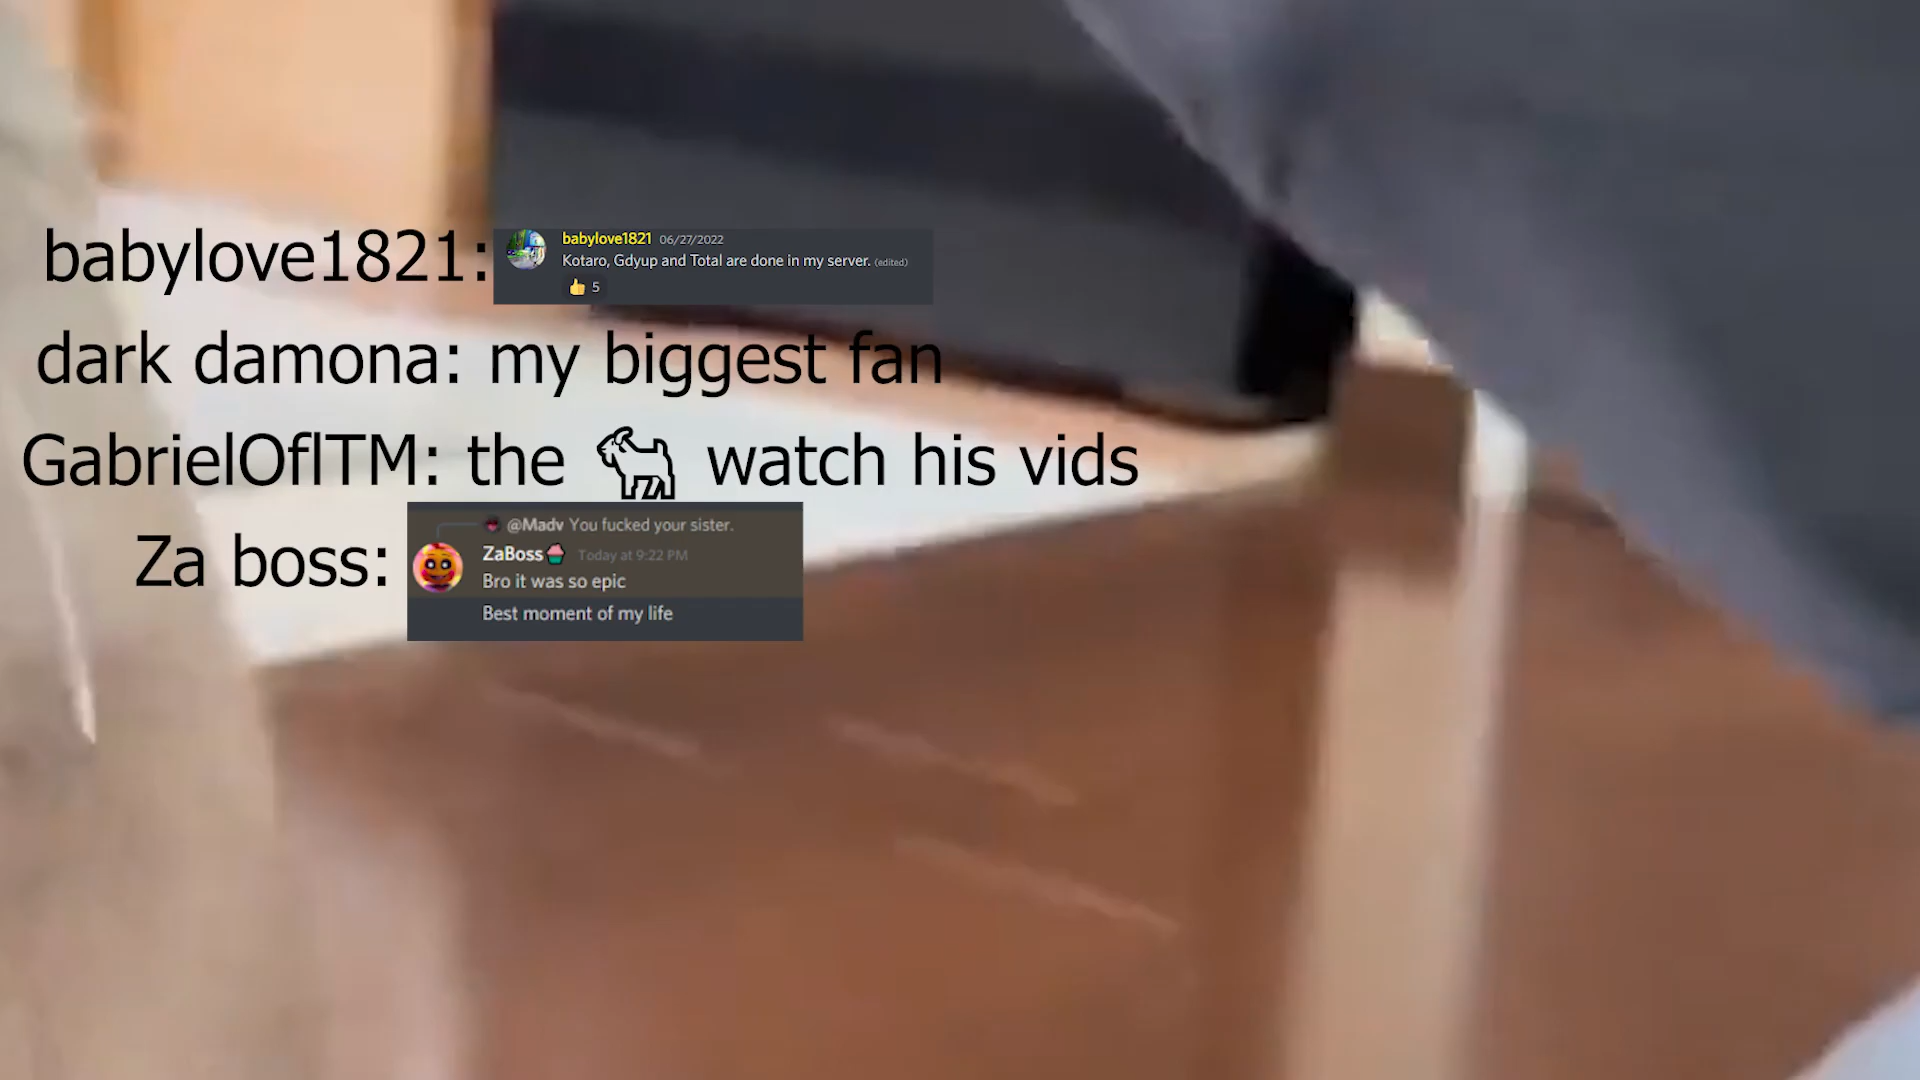 babylove1821:
babylove1821 06/27/2022
Kotaro, Gdyup and Total are done in my server. (edited)
👍 5
dark damona: my biggest fan
GabrielOflTM: the 🐐 watch his vids
Za boss:
@Madv You fucked your sister.
ZaBoss🧁 Today at 9:22 PM
Bro it was so epic
Best moment of my life